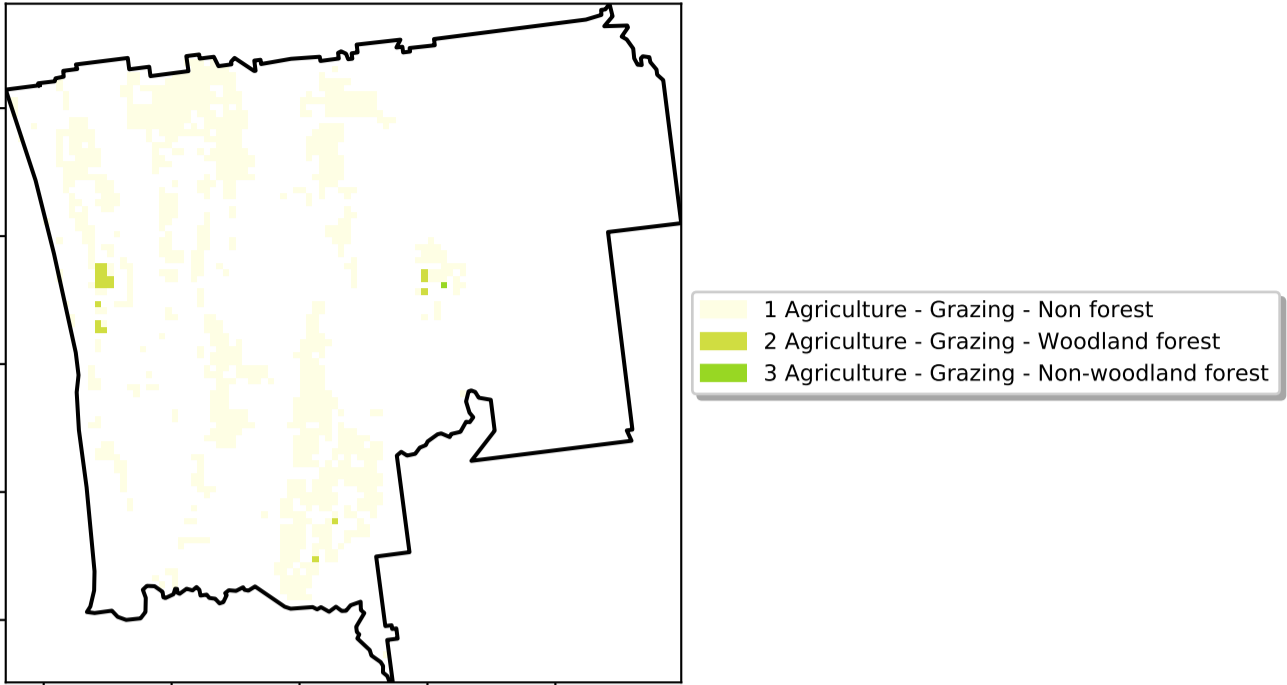 1 Agriculture - Grazing - Non forest
2 Agriculture - Grazing - Woodland forest
3 Agriculture - Grazing - Non-woodland forest